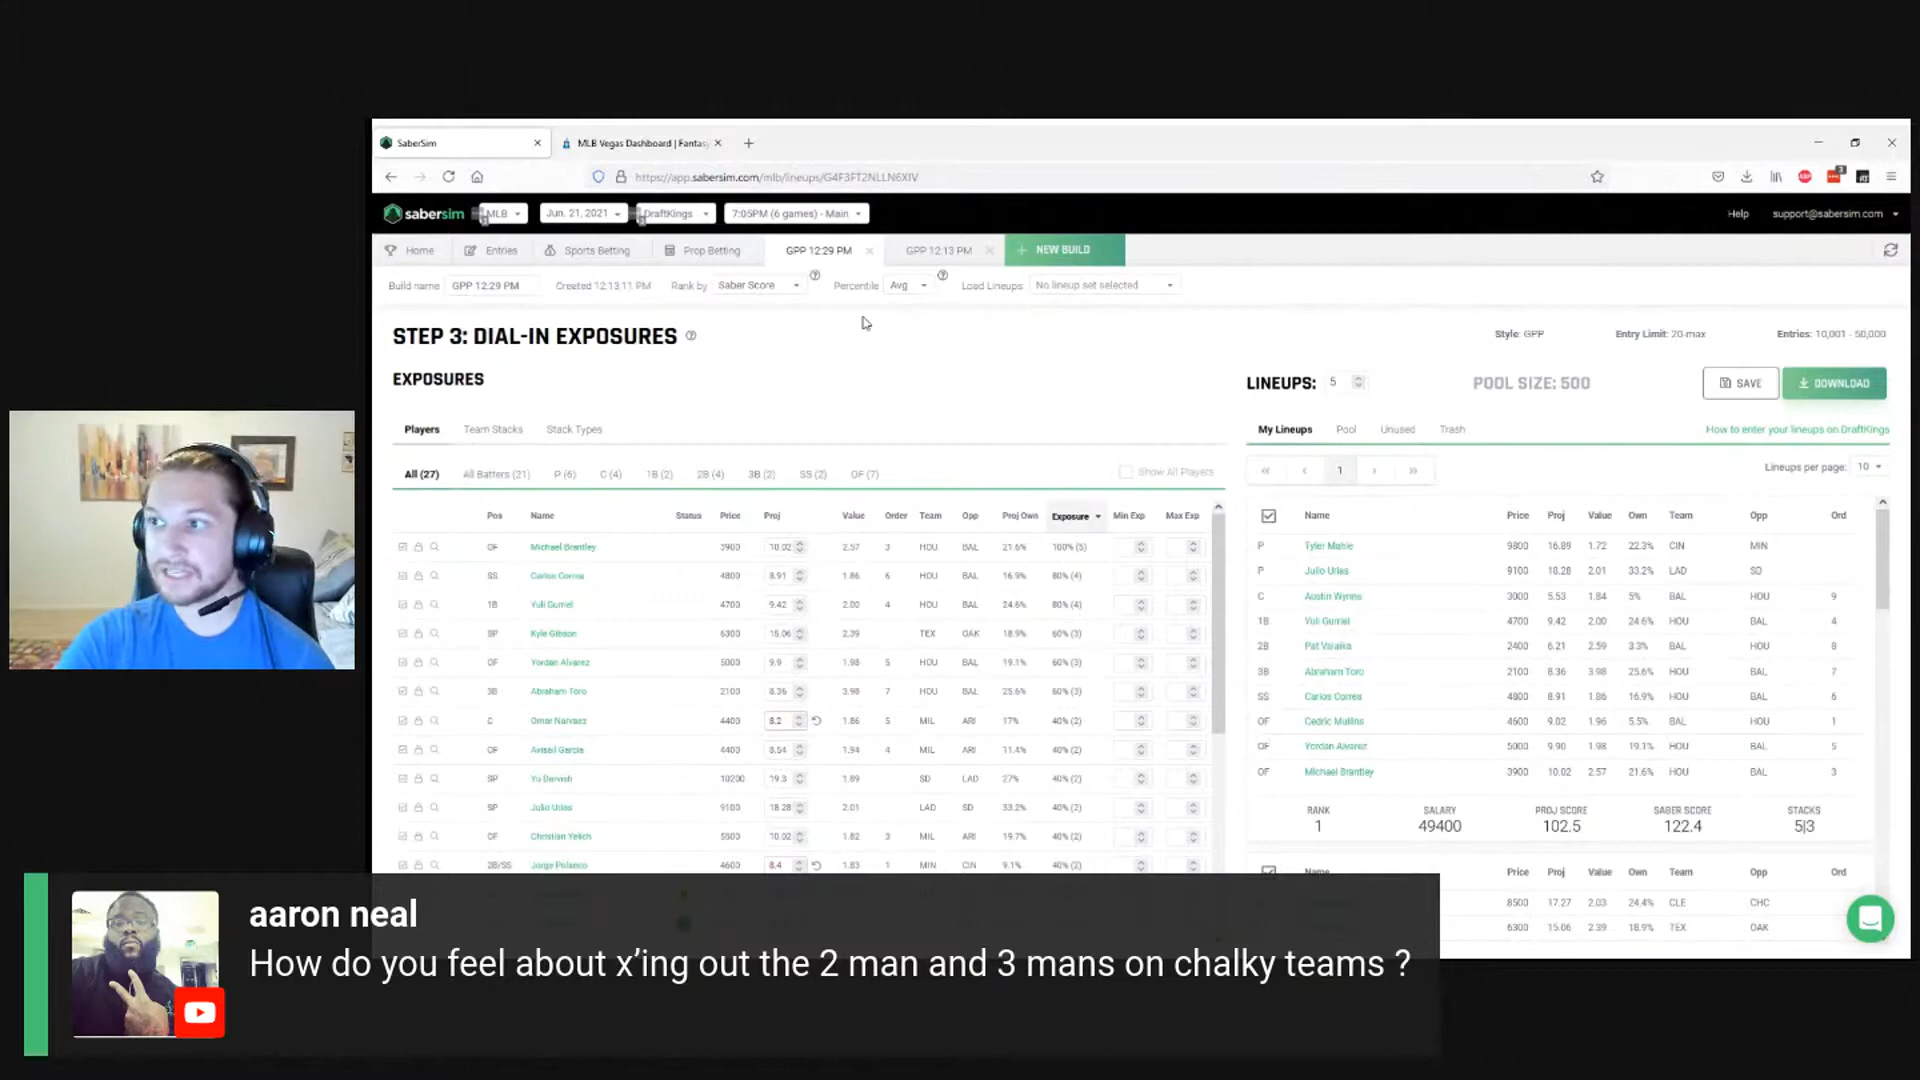 SaberSim
MLB Vegas Dashboard | Fantasy
https://app.sabersim.com/mlb/lineups/G4F3FT2NLLN6XIV
sabersim MLB Jun. 21, 2021 DraftKings 7:05PM (6 games) - Main Help support@sabersim.com
Home Entries Sports Betting Prop Betting GPP 12:29 PM GPP 12:13 PM + NEW BUILD
Build name GPP 12:29 PM Created 12:13:11 PM Rank by Saber Score Percentile Avg Load Lineups: No lineup set selected
STEP 3: DIAL-IN EXPOSURES
Style: GPP Entry Limit: 20-max Entries: 10,001 - 50,000
EXPOSURES
LINEUPS: 5 POOL SIZE: 500 SAVE DOWNLOAD
Players Team Stacks Stack Types
My Lineups Pool Unused Trash How to enter your lineups on DraftKings
All (27) All Batters (21) P (6) C (4) 1B (2) 2B (4) 3B (2) SS (2) OF (7) Show All Players
« ‹ 1 › » Lineups per page: 10
Pos Name Status Price Proj Value Order Team Opp Proj Own Exposure Min Exp Max Exp
OF Michael Brantley 3900 10.02 2.57 3 HOU BAL 21.6% 100% (5)
SS Carlos Correa 4800 8.91 1.86 6 HOU BAL 16.9% 80% (4)
1B Yuli Gurriel 4700 9.42 2.00 4 HOU BAL 24.6% 80% (4)
SP Kyle Gibson 6300 15.06 2.39 TEX OAK 18.9% 60% (3)
OF Yordan Alvarez 5000 9.9 1.98 5 HOU BAL 19.1% 60% (3)
3B Abraham Toro 2100 8.36 3.98 7 HOU BAL 25.6% 60% (3)
C Omar Narvaez 4400 8.2 1.86 5 MIL ARI 17% 40% (2)
OF Avisail Garcia 4400 8.54 1.94 4 MIL ARI 11.4% 40% (2)
SP Yu Darvish 10200 19.3 1.89 SD LAD 27% 40% (2)
SP Julio Urias 9100 18.28 2.01 LAD SD 33.2% 40% (2)
OF Christian Yelich 5500 10.02 1.82 3 MIL ARI 19.7% 40% (2)
2B/SS Jorge Polanco 4600 8.4 1.83 1 MIN CIN 9.1% 40% (2)
Name Price Proj Value Own Team Opp Ord
P Tyler Mahle 9800 16.89 1.72 22.3% CIN MIN
P Julio Urias 9100 18.28 2.01 33.2% LAD SD
C Austin Wynns 3000 5.53 1.84 5% BAL HOU 9
1B Yuli Gurriel 4700 9.42 2.00 24.6% HOU BAL 4
2B Pat Valaika 2400 6.21 2.59 3.3% BAL HOU 8
3B Abraham Toro 2100 8.36 3.98 25.6% HOU BAL 7
SS Carlos Correa 4800 8.91 1.86 16.9% HOU BAL 6
OF Cedric Mullins 4600 9.02 1.96 5.5% BAL HOU 1
OF Yordan Alvarez 5000 9.90 1.98 19.1% HOU BAL 5
OF Michael Brantley 3900 10.02 2.57 21.6% HOU BAL 3
RANK SALARY PROJ SCORE SABER SCORE STACKS
1 49400 102.5 122.4 5|3
Name Price Proj Value Own Team Opp Ord
8500 17.27 2.03 24.4% CLE CHC
6300 15.06 2.39 18.9% TEX OAK
aaron neal
How do you feel about x'ing out the 2 man and 3 mans on chalky teams ?